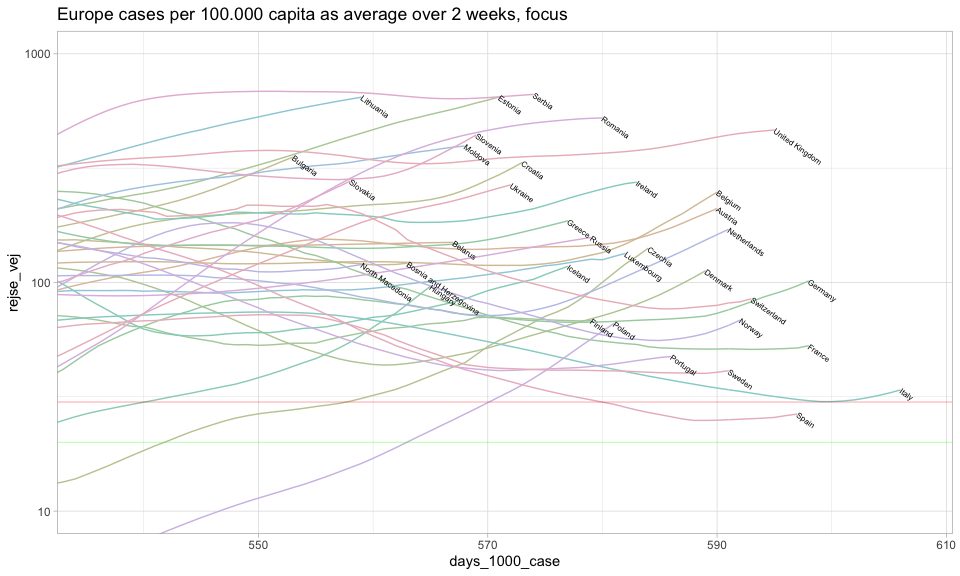 Europe cases per 100.000 capita as average over 2 weeks, focus
1000
100
10
rejse_vej
Lithuania
Estonia
Serbia
Romania
United Kingdom
Slovenia
Moldova
Bulgaria
Croatia
Slovakia
Ukraine
Ireland
Belgium
Austria
Greece
Russia
Netherlands
Belarus
Czechia
Luxembourg
North Macedonia
Bosnia and Herzegovina
Hungary
Iceland
Denmark
Germany
Switzerland
Finland
Poland
Norway
France
Portugal
Sweden
Italy
Spain
550
570
590
610
days_1000_case